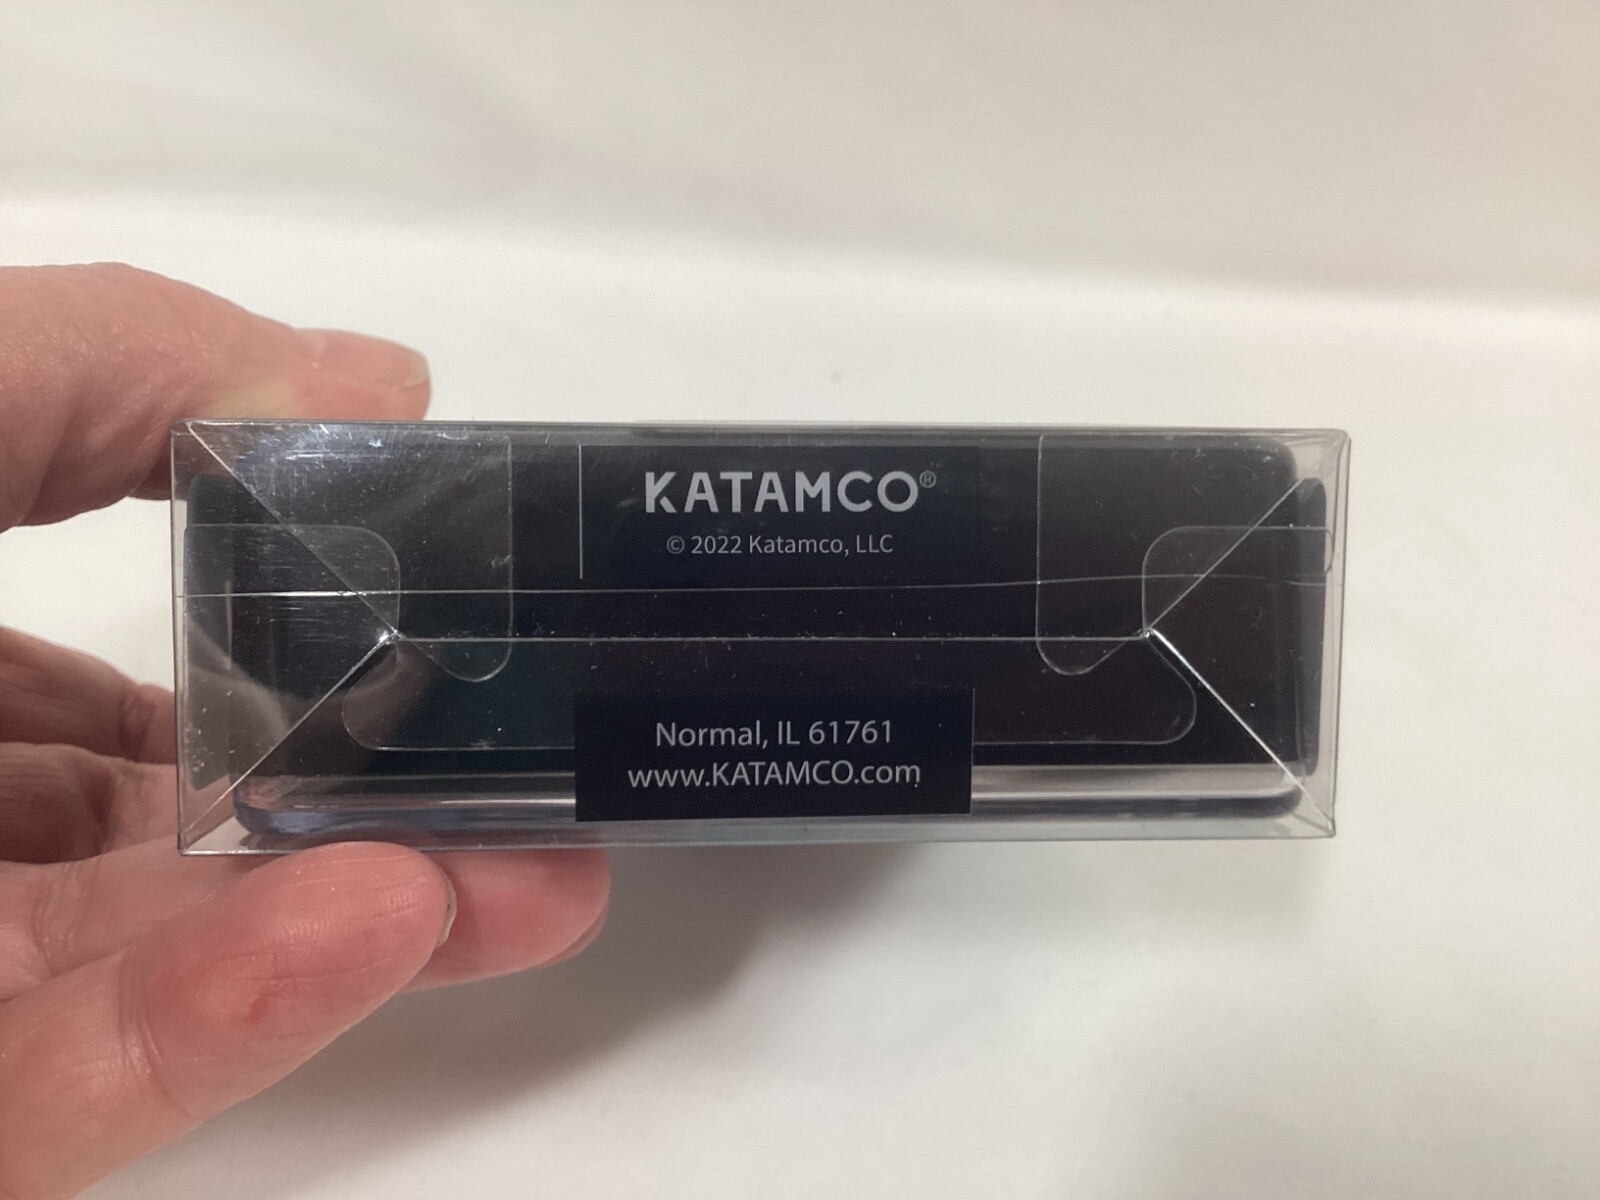 KATAMCO®
© 2022 Katamco, LLC
Normal, IL 61761
www.KATAMCO.com